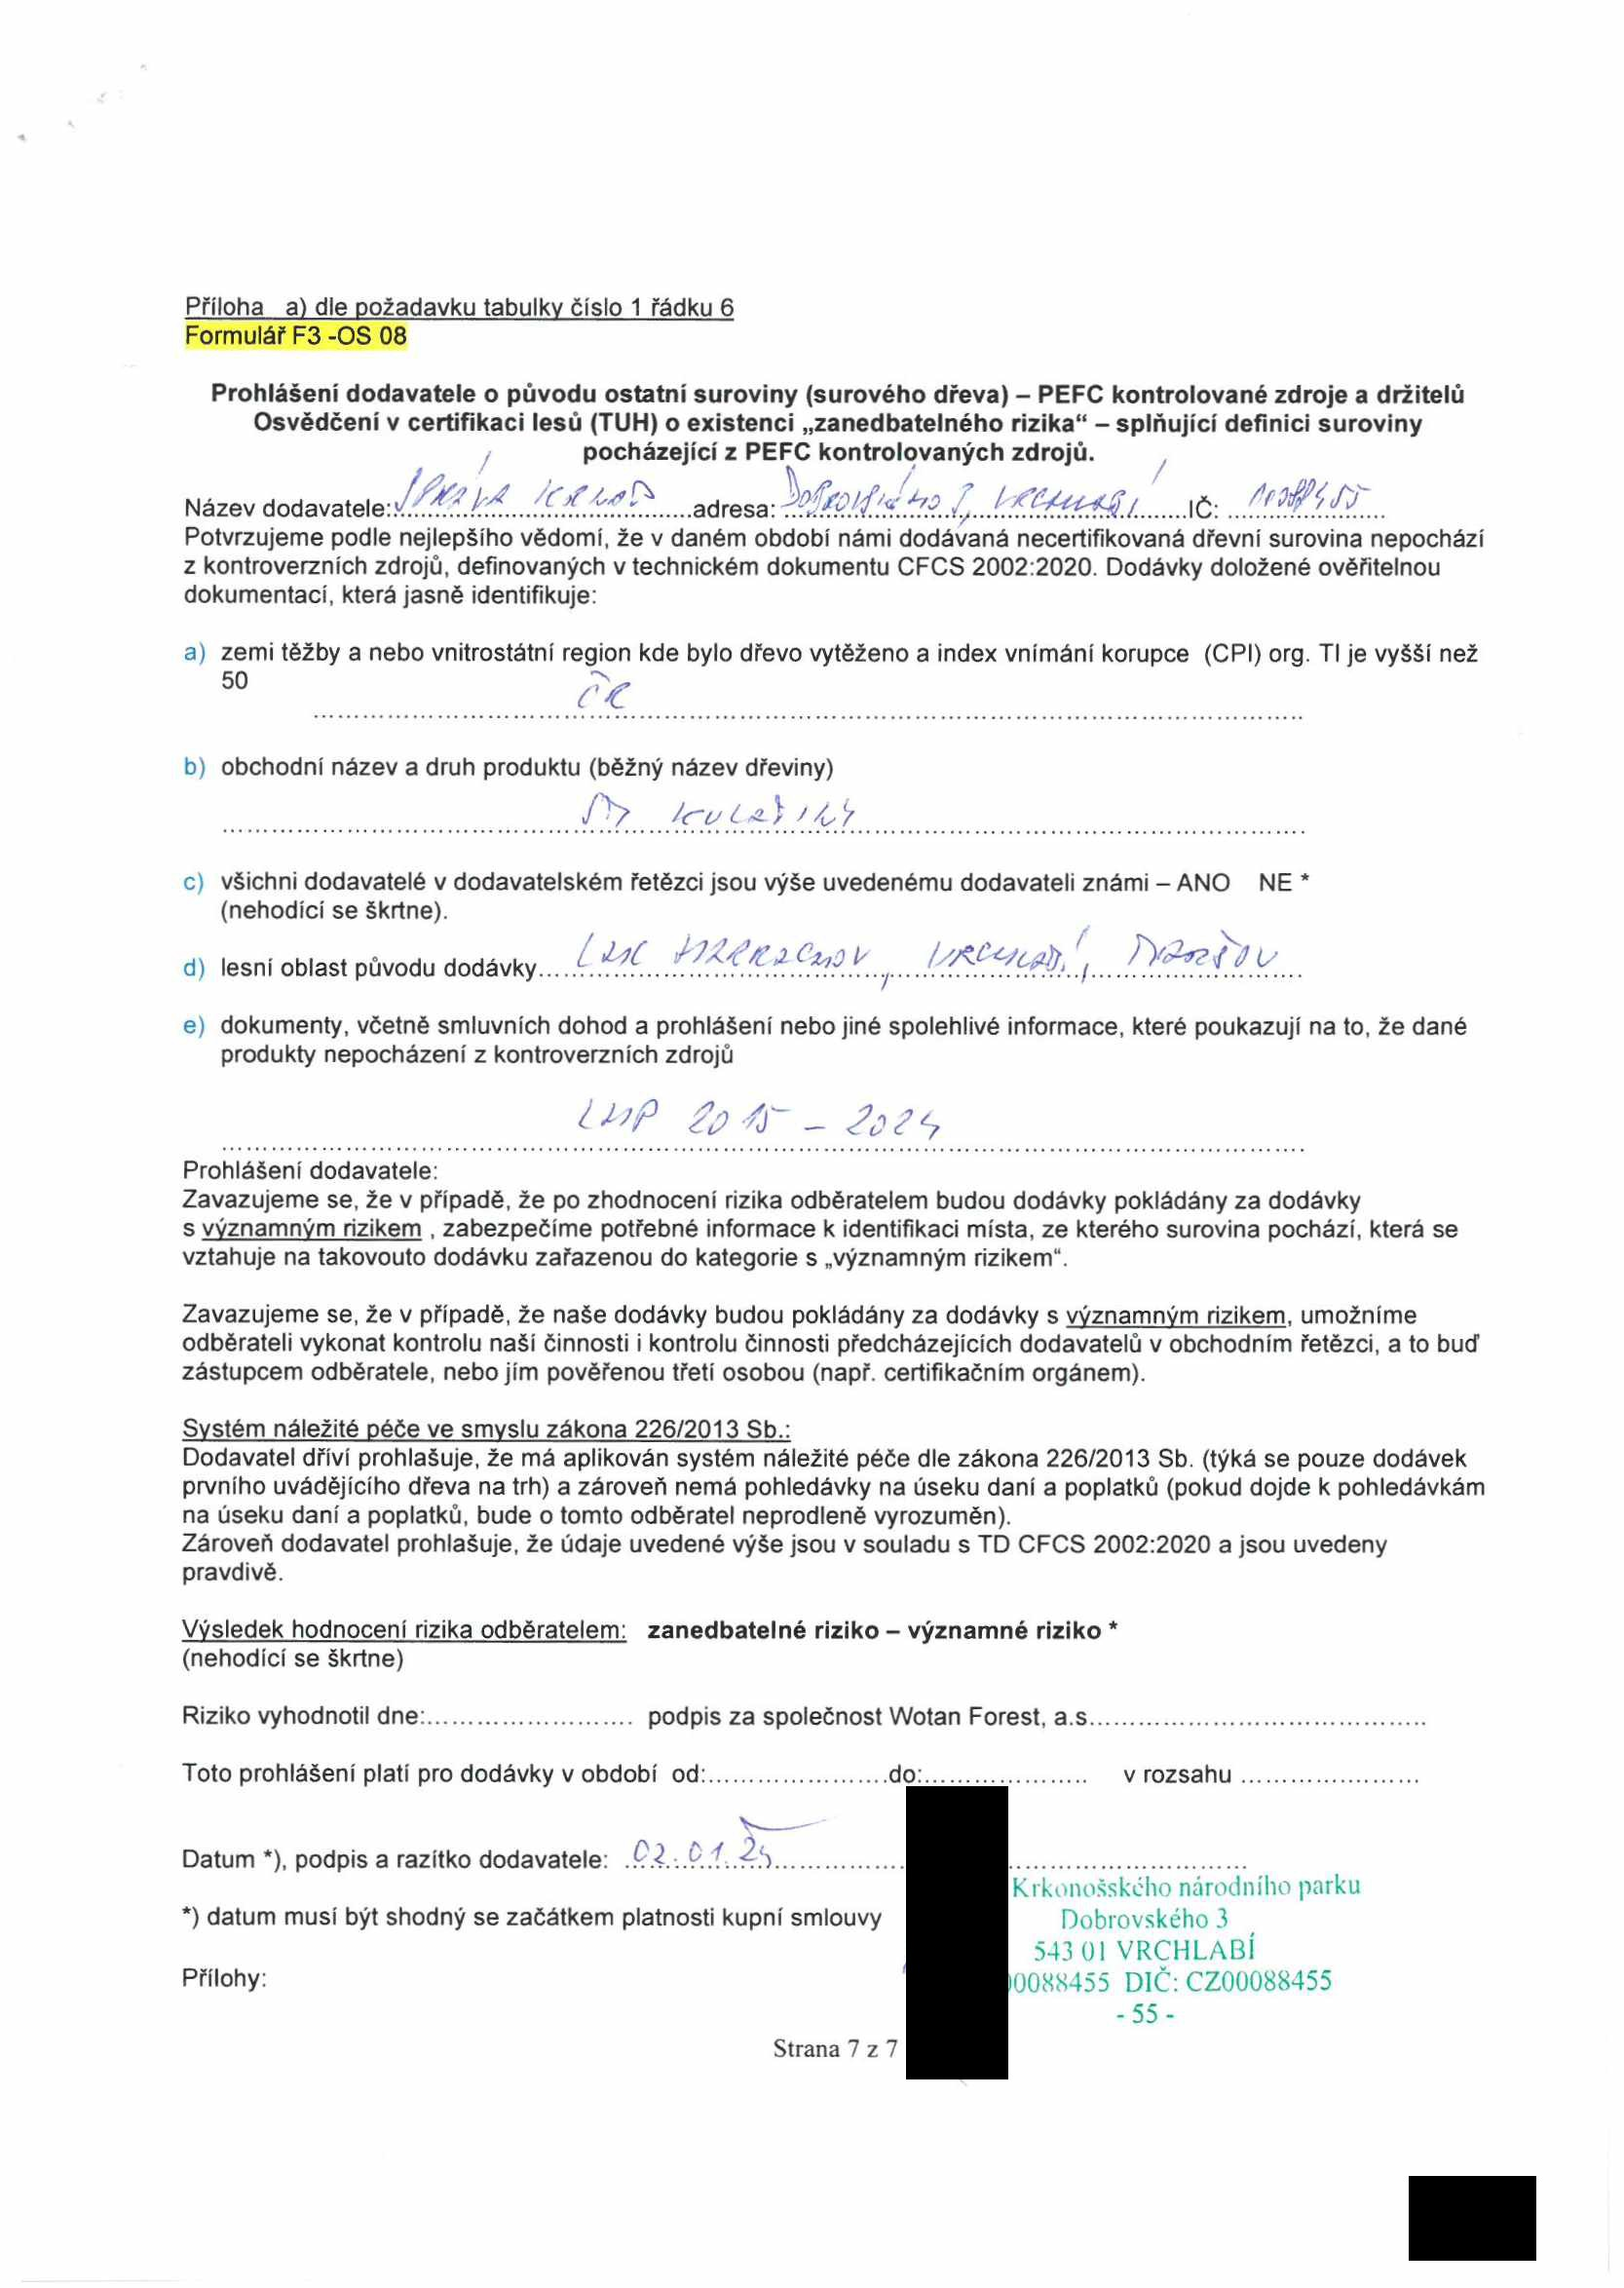 Příloha a) dle požadavku tabulky číslo 1 řádku 6
Formulář F3 -OS 08
Prohlášení dodavatele o původu ostatní suroviny (surového dřeva) – PEFC kontrolované zdroje a držitelů
Osvědčení v certifikaci lesů (TUH) o existenci „zanedbatelného rizika“ – splňující definici suroviny
pocházející z PEFC kontrolovaných zdrojů.
Název dodavatele: SPRÁVA KRNAP adresa: DOBROVSKÉHO 3, VRCHLABÍ IČ: 00088455
Potvrzujeme podle nejlepšího vědomí, že v daném období námi dodávaná necertifikovaná dřevní surovina nepochází
z kontroverzních zdrojů, definovaných v technickém dokumentu CFCS 2002:2020. Dodávky doložené ověřitelnou
dokumentací, která jasně identifikuje:
a) zemi těžby a nebo vnitrostátní region kde bylo dřevo vytěženo a index vnímání korupce (CPI) org. TI je vyšší než
50
ČR
b) obchodní název a druh produktu (běžný název dřeviny)
KULATINY
c) všichni dodavatelé v dodavatelském řetězci jsou výše uvedenému dodavateli známi – ANO NE *
(nehodící se škrtne).
d) lesní oblast původu dodávky... HARRACHOV, VRCHLABÍ, MARŠOV
e) dokumenty, včetně smluvních dohod a prohlášení nebo jiné spolehlivé informace, které poukazují na to, že dané
produkty nepocházení z kontroverzních zdrojů
LHP 2015 – 2024
Prohlášení dodavatele:
Zavazujeme se, že v případě, že po zhodnocení rizika odběratelem budou dodávky pokládány za dodávky
s významným rizikem , zabezpečíme potřebné informace k identifikaci místa, ze kterého surovina pochází, která se
vztahuje na takovouto dodávku zařazenou do kategorie s „významným rizikem“.
Zavazujeme se, že v případě, že naše dodávky budou pokládány za dodávky s významným rizikem, umožníme
odběrateli vykonat kontrolu naší činnosti i kontrolu činnosti předcházejících dodavatelů v obchodním řetězci, a to buď
zástupcem odběratele, nebo jím pověřenou třetí osobou (např. certifikačním orgánem).
Systém náležité péče ve smyslu zákona 226/2013 Sb.:
Dodavatel dříví prohlašuje, že má aplikován systém náležité péče dle zákona 226/2013 Sb. (týká se pouze dodávek
prvního uvádějícího dřeva na trh) a zároveň nemá pohledávky na úseku daní a poplatků (pokud dojde k pohledávkám
na úseku daní a poplatků, bude o tomto odběratel neprodleně vyrozuměn).
Zároveň dodavatel prohlašuje, že údaje uvedené výše jsou v souladu s TD CFCS 2002:2020 a jsou uvedeny
pravdivě.
Výsledek hodnocení rizika odběratelem: zanedbatelné riziko – významné riziko *
(nehodící se škrtne)
Riziko vyhodnotil dne:......................... podpis za společnost Wotan Forest, a.s.........................................
Toto prohlášení platí pro dodávky v období od:......................do:.................... v rozsahu ......................
Datum *), podpis a razítko dodavatele: 02.01.25
Krkonošského národního parku
*) datum musí být shodný se začátkem platnosti kupní smlouvy
Dobrovského 3
543 01 VRCHLABÍ
Přílohy:
00088455 DIČ: CZ00088455
- 55 -
Strana 7 z 7